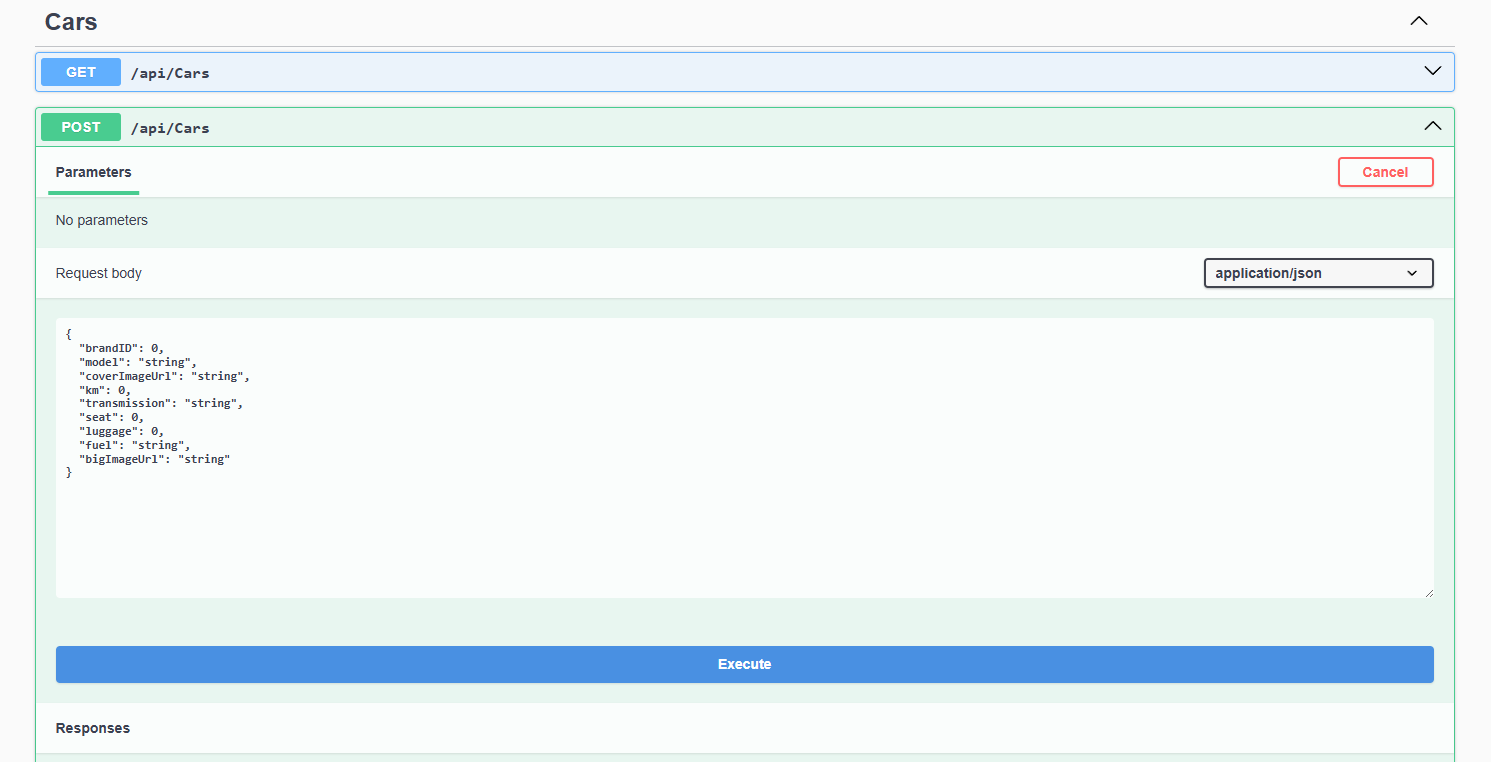 Cars
GET /api/Cars
POST /api/Cars
Parameters Cancel
No parameters
Request body application/json
{
  "brandID": 0,
  "model": "string",
  "coverImageUrl": "string",
  "km": 0,
  "transmission": "string",
  "seat": 0,
  "luggage": 0,
  "fuel": "string",
  "bigImageUrl": "string"
}
Execute
Responses